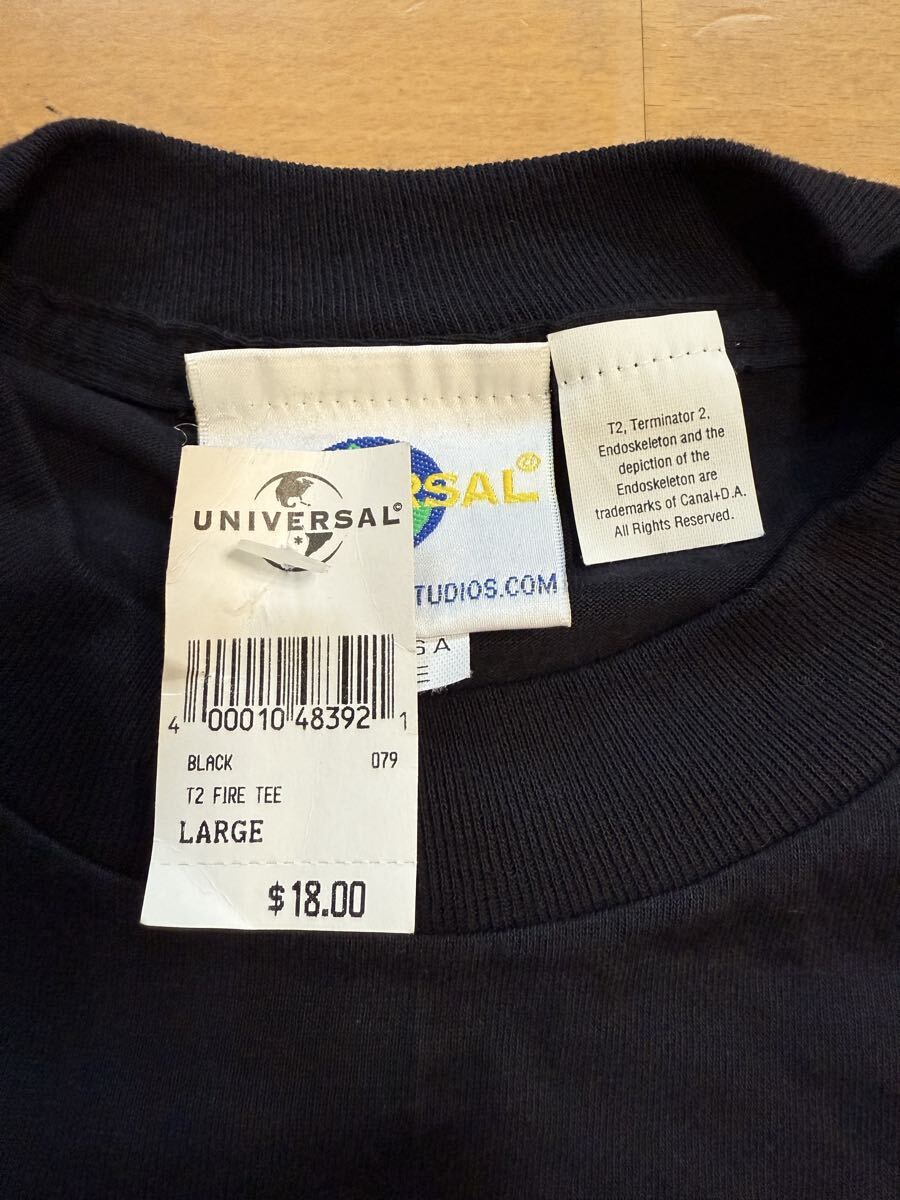 UNIVERSAL©
4 00010 48392 1
BLACK 079
T2 FIRE TEE
LARGE
$18.00
T2, Terminator 2,
Endoskeleton and the
depiction of the
Endoskeleton are
trademarks of Canal+D.A.
All Rights Reserved.
RSAL®
TUDIOS.COM
S A
E